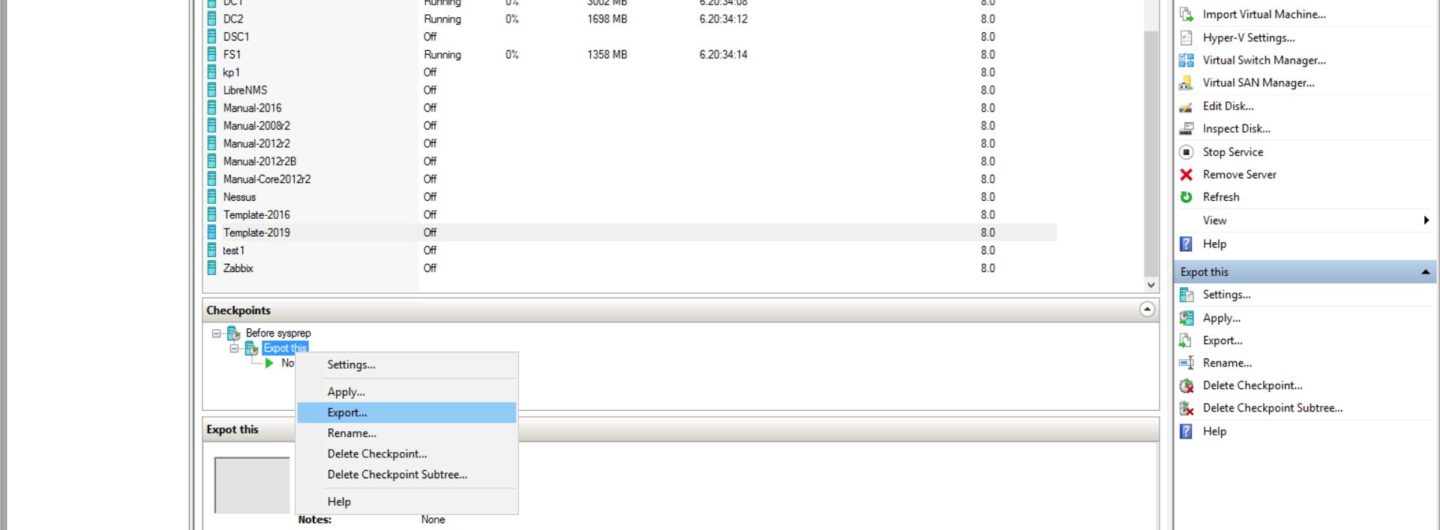 DC1 Running 0% 3002 MB 6.20:34:08 8.0
DC2 Running 0% 1698 MB 6.20:34:12 8.0
DSC1 Off 8.0
FS1 Running 0% 1358 MB 6.20:34:14 8.0
kp1 Off 8.0
LibreNMS Off 8.0
Manual-2016 Off 8.0
Manual-2008r2 Off 8.0
Manual-2012r2 Off 8.0
Manual-2012r2B Off 8.0
Manual-Core2012r2 Off 8.0
Nessus Off 8.0
Template-2016 Off 8.0
Template-2019 Off 8.0
test1 Off 8.0
Zabbix Off 8.0
Checkpoints
Before sysprep
Expot this
No
Settings...
Apply...
Export...
Rename...
Delete Checkpoint...
Delete Checkpoint Subtree...
Help
Expot this
Notes: None
Import Virtual Machine...
Hyper-V Settings...
Virtual Switch Manager...
Virtual SAN Manager...
Edit Disk...
Inspect Disk...
Stop Service
Remove Server
Refresh
View
Help
Expot this
Settings...
Apply...
Export...
Rename...
Delete Checkpoint...
Delete Checkpoint Subtree...
Help